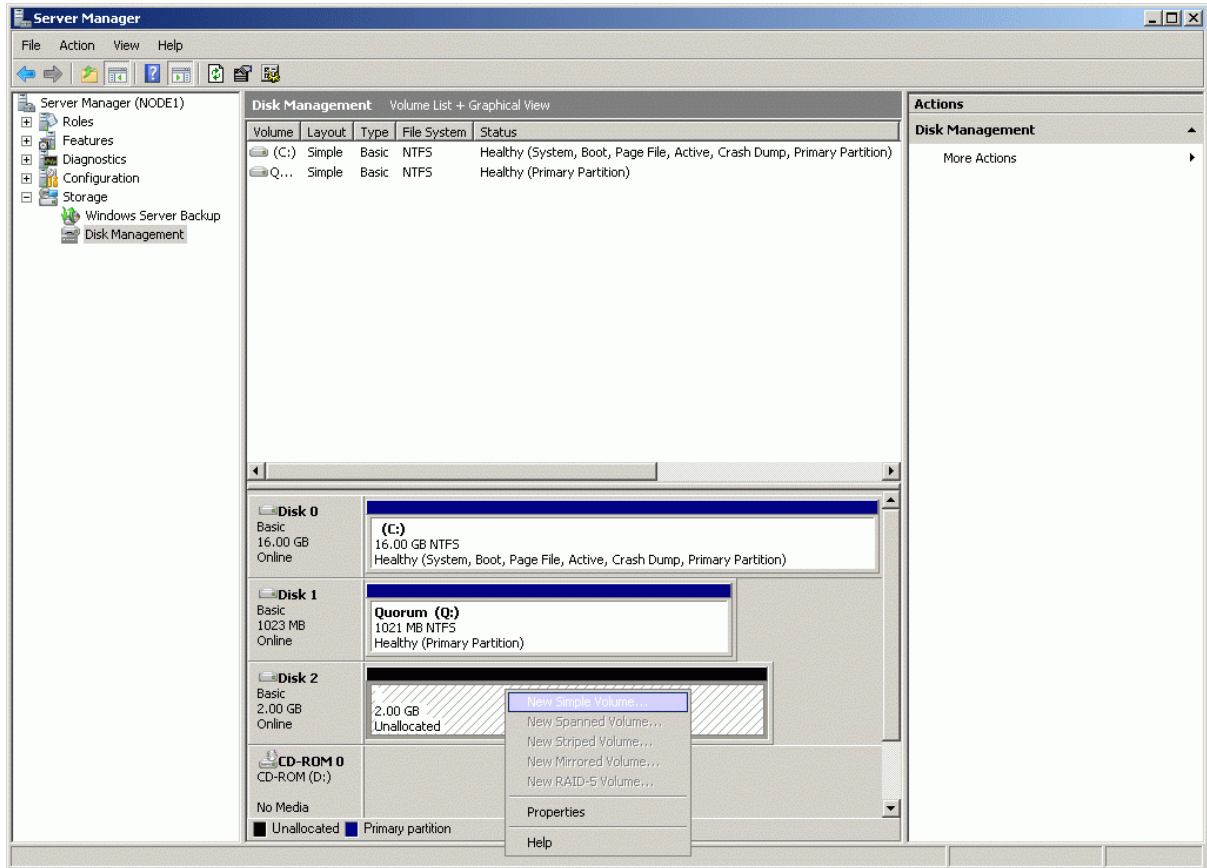 Server Manager
File Action View Help
Server Manager (NODE1)
Roles
Features
Diagnostics
Configuration
Storage
Windows Server Backup
Disk Management
Disk Management Volume List + Graphical View
Volume Layout Type File System Status
(C:) Simple Basic NTFS Healthy (System, Boot, Page File, Active, Crash Dump, Primary Partition)
Q... Simple Basic NTFS Healthy (Primary Partition)
Disk 0
Basic
16.00 GB
Online
(C:)
16.00 GB NTFS
Healthy (System, Boot, Page File, Active, Crash Dump, Primary Partition)
Disk 1
Basic
1023 MB
Online
Quorum (Q:)
1021 MB NTFS
Healthy (Primary Partition)
Disk 2
Basic
2.00 GB
Online
2.00 GB
Unallocated
New Simple Volume...
New Spanned Volume...
New Striped Volume...
New Mirrored Volume...
New RAID-5 Volume...
Properties
Help
CD-ROM 0
CD-ROM (D:)
No Media
Unallocated Primary partition
Actions
Disk Management
More Actions